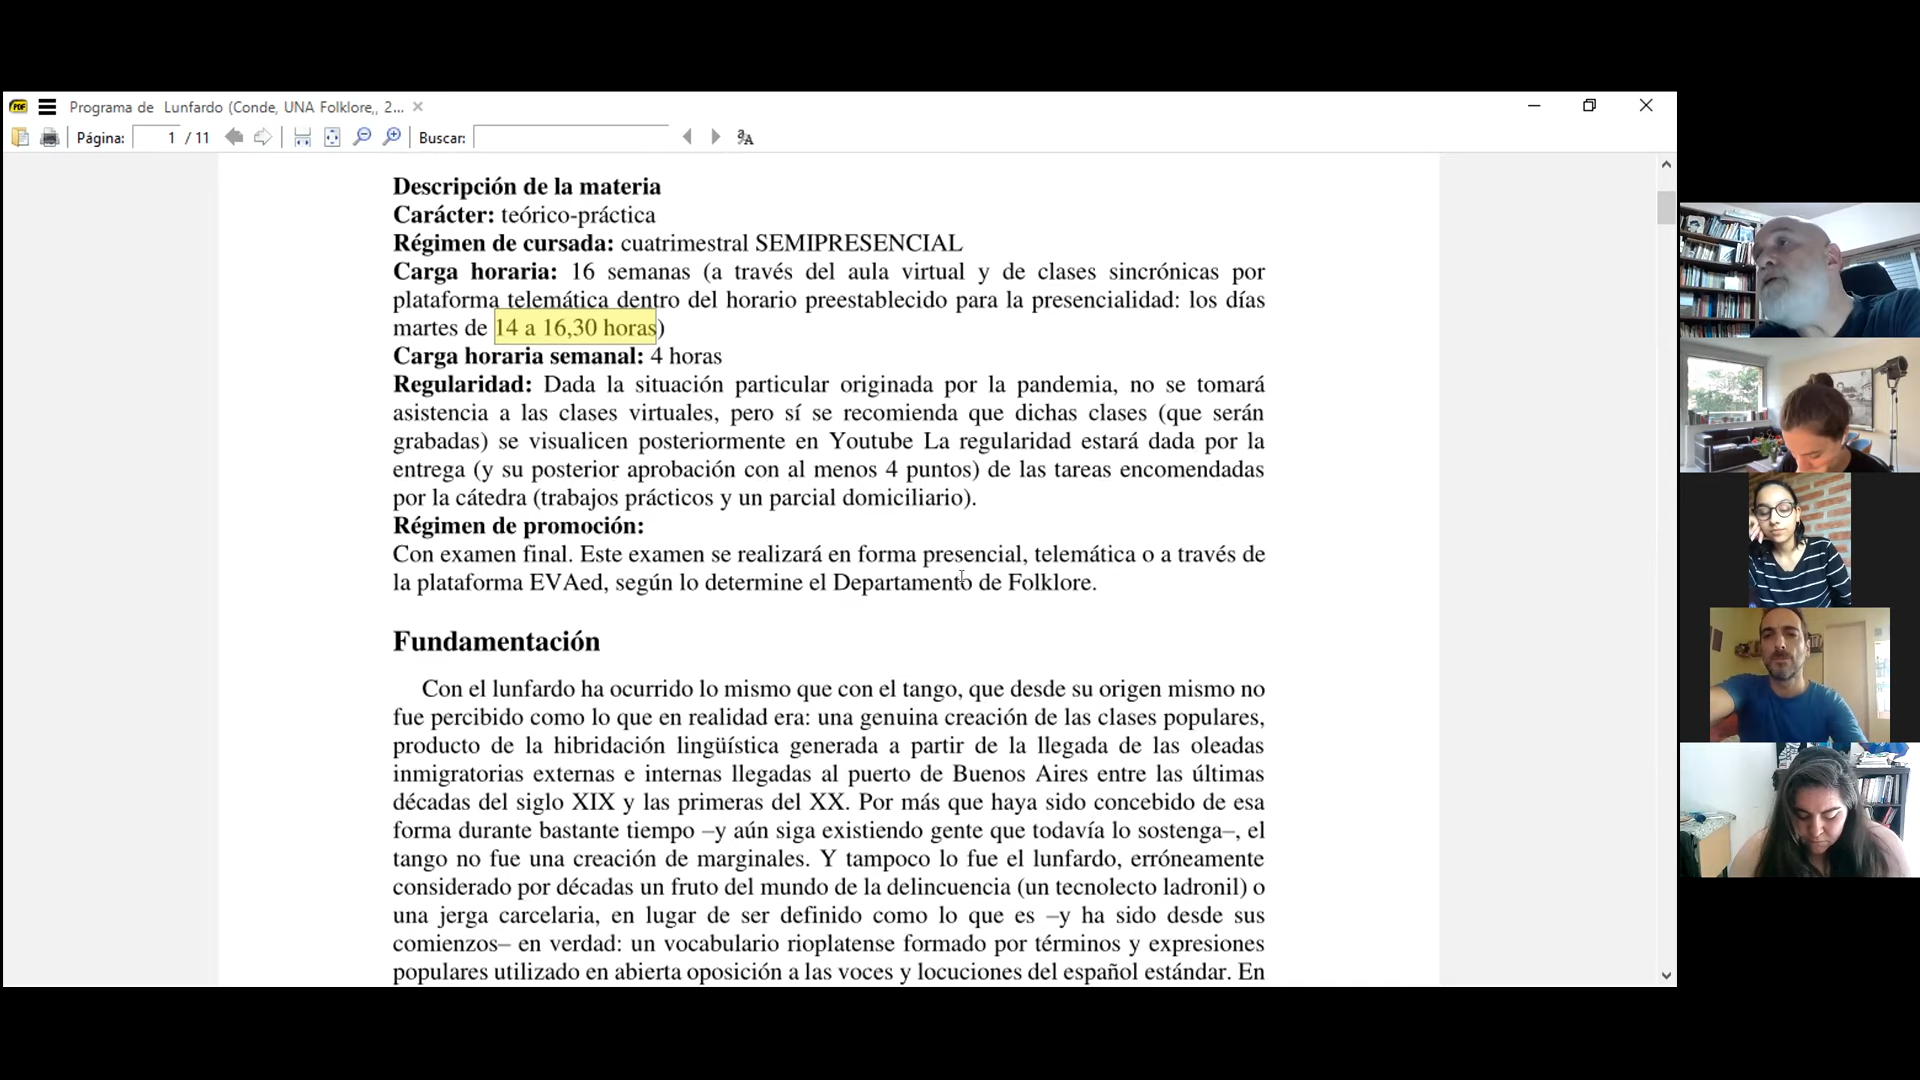 Programa de Lunfardo (Conde, UNA Folklore,, 2...
Página: 1 / 11 Buscar:
Descripción de la materia
Carácter: teórico-práctica
Régimen de cursada: cuatrimestral SEMIPRESENCIAL
Carga horaria: 16 semanas (a través del aula virtual y de clases sincrónicas por
plataforma telemática dentro del horario preestablecido para la presencialidad: los días
martes de 14 a 16,30 horas)
Carga horaria semanal: 4 horas
Regularidad: Dada la situación particular originada por la pandemia, no se tomará
asistencia a las clases virtuales, pero sí se recomienda que dichas clases (que serán
grabadas) se visualicen posteriormente en Youtube La regularidad estará dada por la
entrega (y su posterior aprobación con al menos 4 puntos) de las tareas encomendadas
por la cátedra (trabajos prácticos y un parcial domiciliario).
Régimen de promoción:
Con examen final. Este examen se realizará en forma presencial, telemática o a través de
la plataforma EVAed, según lo determine el Departamento de Folklore.
Fundamentación
Con el lunfardo ha ocurrido lo mismo que con el tango, que desde su origen mismo no
fue percibido como lo que en realidad era: una genuina creación de las clases populares,
producto de la hibridación lingüística generada a partir de la llegada de las oleadas
inmigratorias externas e internas llegadas al puerto de Buenos Aires entre las últimas
décadas del siglo XIX y las primeras del XX. Por más que haya sido concebido de esa
forma durante bastante tiempo –y aún siga existiendo gente que todavía lo sostenga–, el
tango no fue una creación de marginales. Y tampoco lo fue el lunfardo, erróneamente
considerado por décadas un fruto del mundo de la delincuencia (un tecnolecto ladronil) o
una jerga carcelaria, en lugar de ser definido como lo que es –y ha sido desde sus
comienzos– en verdad: un vocabulario rioplatense formado por términos y expresiones
populares utilizado en abierta oposición a las voces y locuciones del español estándar. En